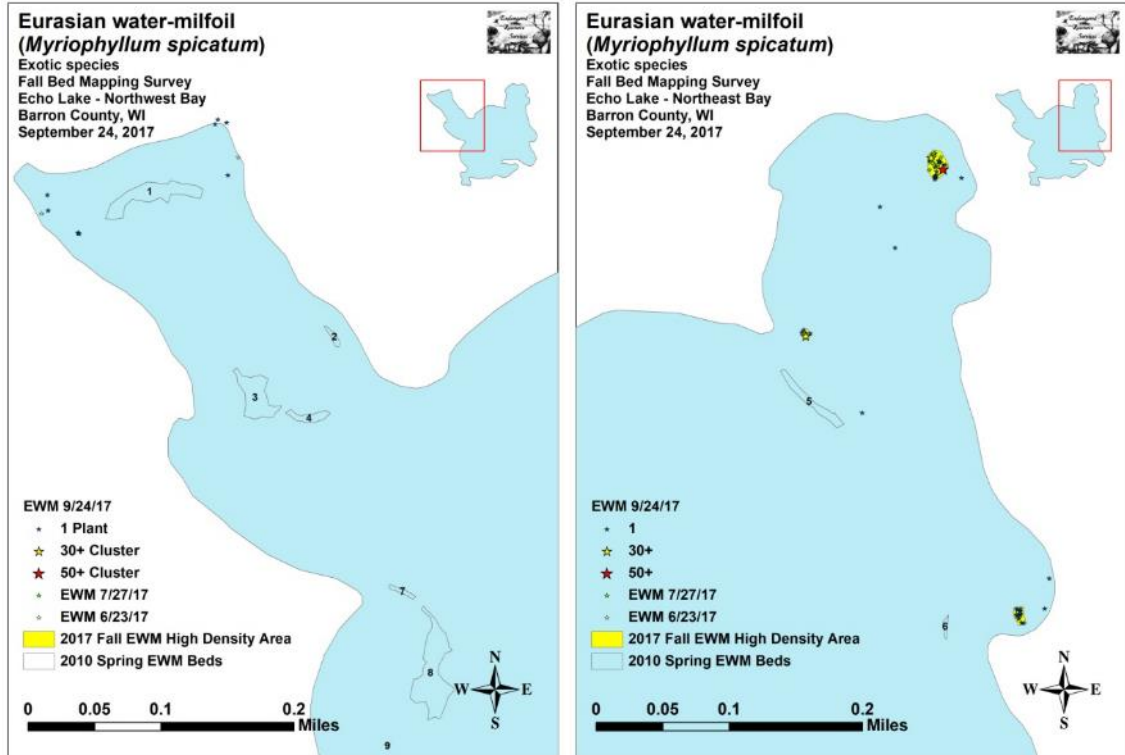 Eurasian water-milfoil
(Myriophyllum spicatum)
Exotic species
Fall Bed Mapping Survey
Echo Lake - Northwest Bay
Barron County, WI
September 24, 2017
1
2
3
4
7
8
9
EWM 9/24/17
1 Plant
30+ Cluster
50+ Cluster
EWM 7/27/17
EWM 6/23/17
2017 Fall EWM High Density Area
2010 Spring EWM Beds
N
W E
S
0 0.05 0.1 0.2
Miles
Eurasian water-milfoil
(Myriophyllum spicatum)
Exotic species
Fall Bed Mapping Survey
Echo Lake - Northeast Bay
Barron County, WI
September 24, 2017
5
6
EWM 9/24/17
1
30+
50+
EWM 7/27/17
EWM 6/23/17
2017 Fall EWM High Density Area
2010 Spring EWM Beds
N
W E
S
0 0.05 0.1 0.2
Miles